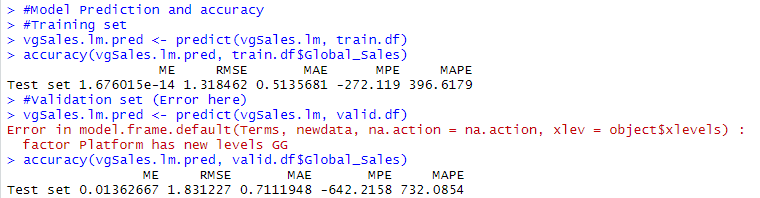 > #Model Prediction and accuracy
> #Training set
> vgSales.lm.pred <- predict(vgSales.lm, train.df)
> accuracy(vgSales.lm.pred, train.df$Global_Sales)
ME RMSE MAE MPE MAPE
Test set 1.676015e-14 1.318462 0.5135681 -272.119 396.6179
> #Validation set (Error here)
> vgSales.lm.pred <- predict(vgSales.lm, valid.df)
Error in model.frame.default(Terms, newdata, na.action = na.action, xlev = object$xlevels) :
factor Platform has new levels GG
> accuracy(vgSales.lm.pred, valid.df$Global_Sales)
ME RMSE MAE MPE MAPE
Test set 0.01362667 1.831227 0.7111948 -642.2158 732.0854